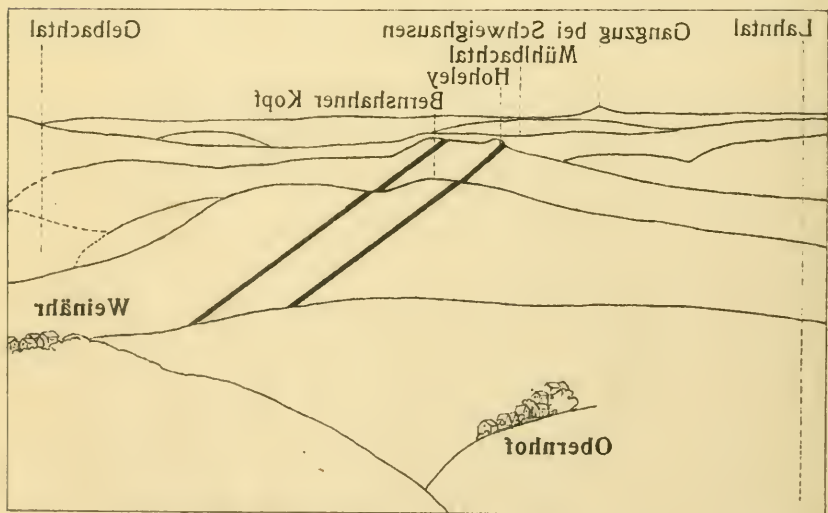 Lahntal
Gangzug bei Schweighausen
Gelbachtal
Mühlbachtal
Hoheley
Bernshahner Kopf
Weinähr
Obernhof